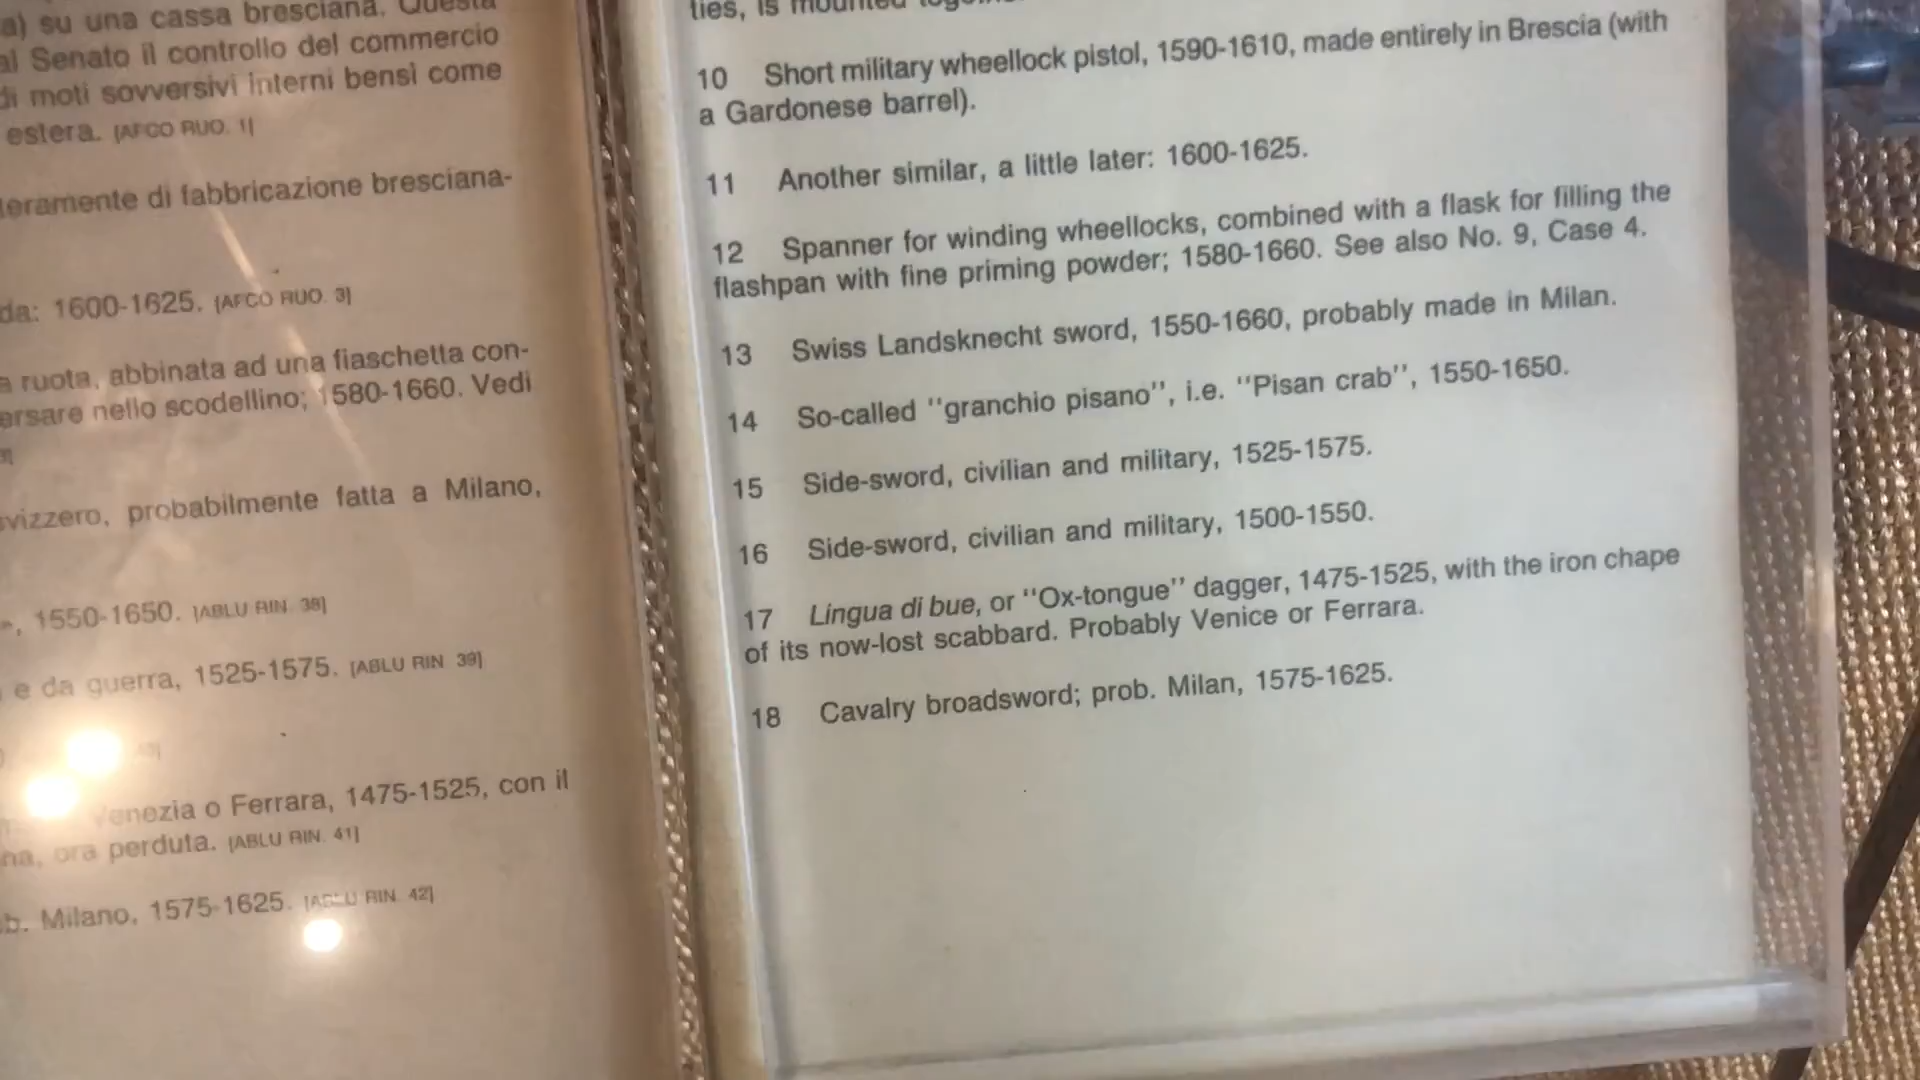 a) su una cassa bresciana. Questa
al Senato il controllo del commercio
di moti sovversivi interni bensì come
estera. [AFCO RUO. 1]
teramente di fabbricazione bresciana-
da: 1600-1625. [AFCO RUO. 3]
a ruota, abbinata ad una fiaschetta con-
ersare nello scodellino; 1580-1660. Vedi
svizzero, probabilmente fatta a Milano,
, 1550-1650. [ABLU RIN. 38]
e da guerra, 1525-1575. [ABLU RIN. 39]
Venezia o Ferrara, 1475-1525, con il
na, ora perduta. [ABLU RIN. 41]
b. Milano, 1575-1625. [ABLU RIN. 42]
ties, is mounted
10 Short military wheellock pistol, 1590-1610, made entirely in Brescia (with
a Gardonese barrel).
11 Another similar, a little later: 1600-1625.
12 Spanner for winding wheellocks, combined with a flask for filling the
flashpan with fine priming powder; 1580-1660. See also No. 9, Case 4.
13 Swiss Landsknecht sword, 1550-1660, probably made in Milan.
14 So-called "granchio pisano", i.e. "Pisan crab", 1550-1650.
15 Side-sword, civilian and military, 1525-1575.
16 Side-sword, civilian and military, 1500-1550.
17 Lingua di bue, or "Ox-tongue" dagger, 1475-1525, with the iron chape
of its now-lost scabbard. Probably Venice or Ferrara.
18 Cavalry broadsword; prob. Milan, 1575-1625.